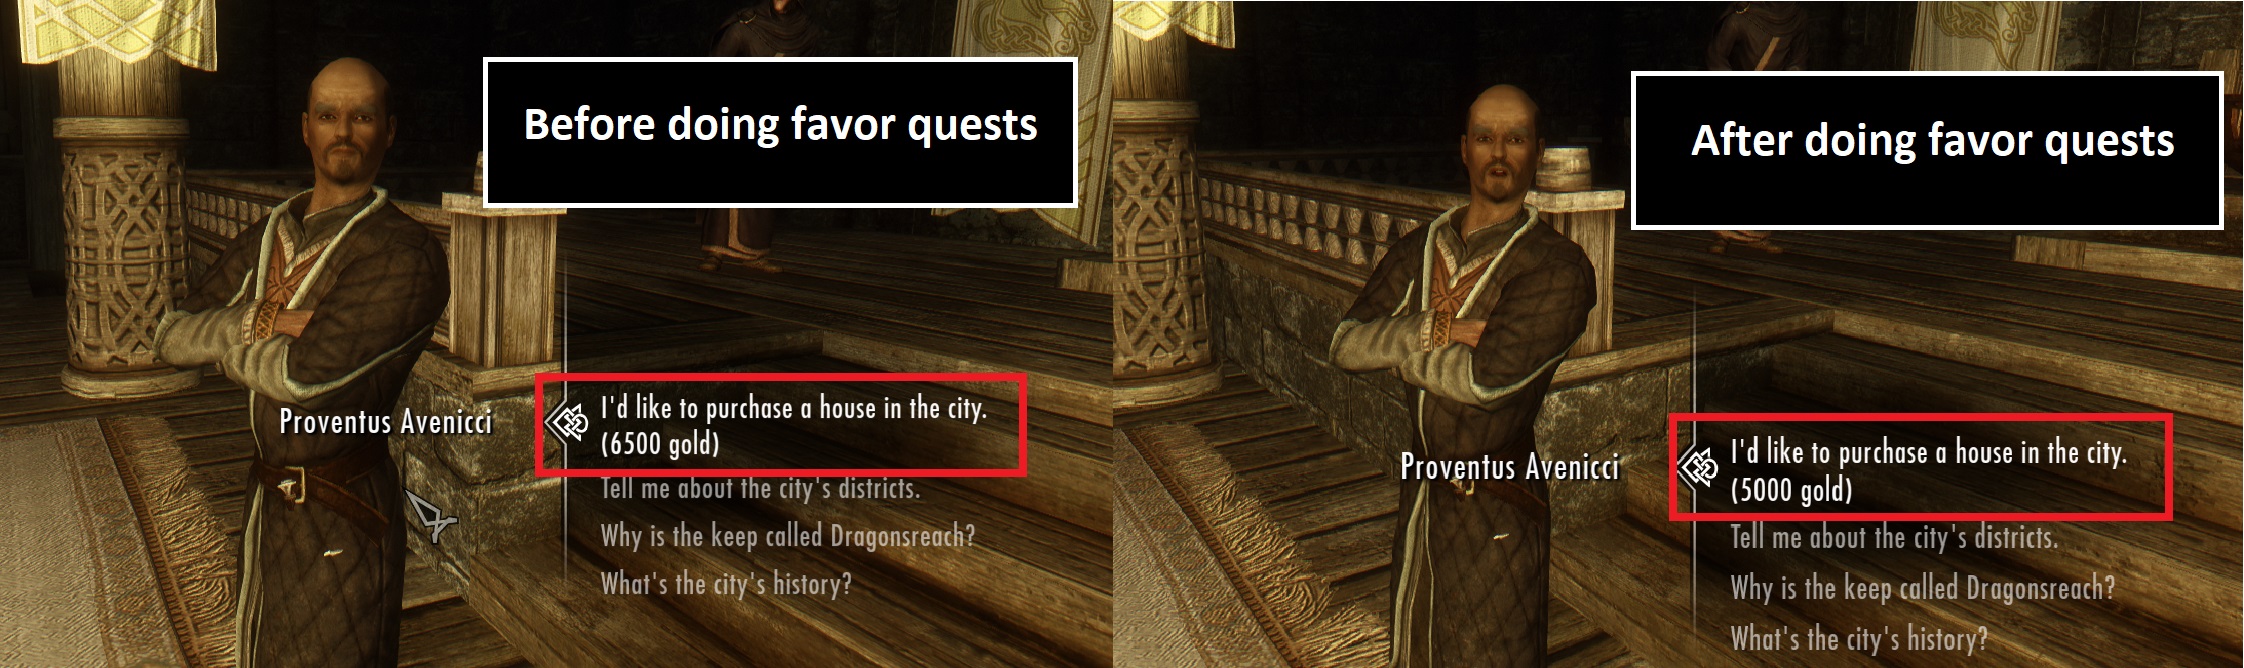 Before doing favor quests
Proventus Avenicci
I'd like to purchase a house in the city.
(6500 gold)
Tell me about the city's districts.
Why is the keep called Dragonsreach?
What's the city's history?
After doing favor quests
Proventus Avenicci
I'd like to purchase a house in the city.
(5000 gold)
Tell me about the city's districts.
Why is the keep called Dragonsreach?
What's the city's history?